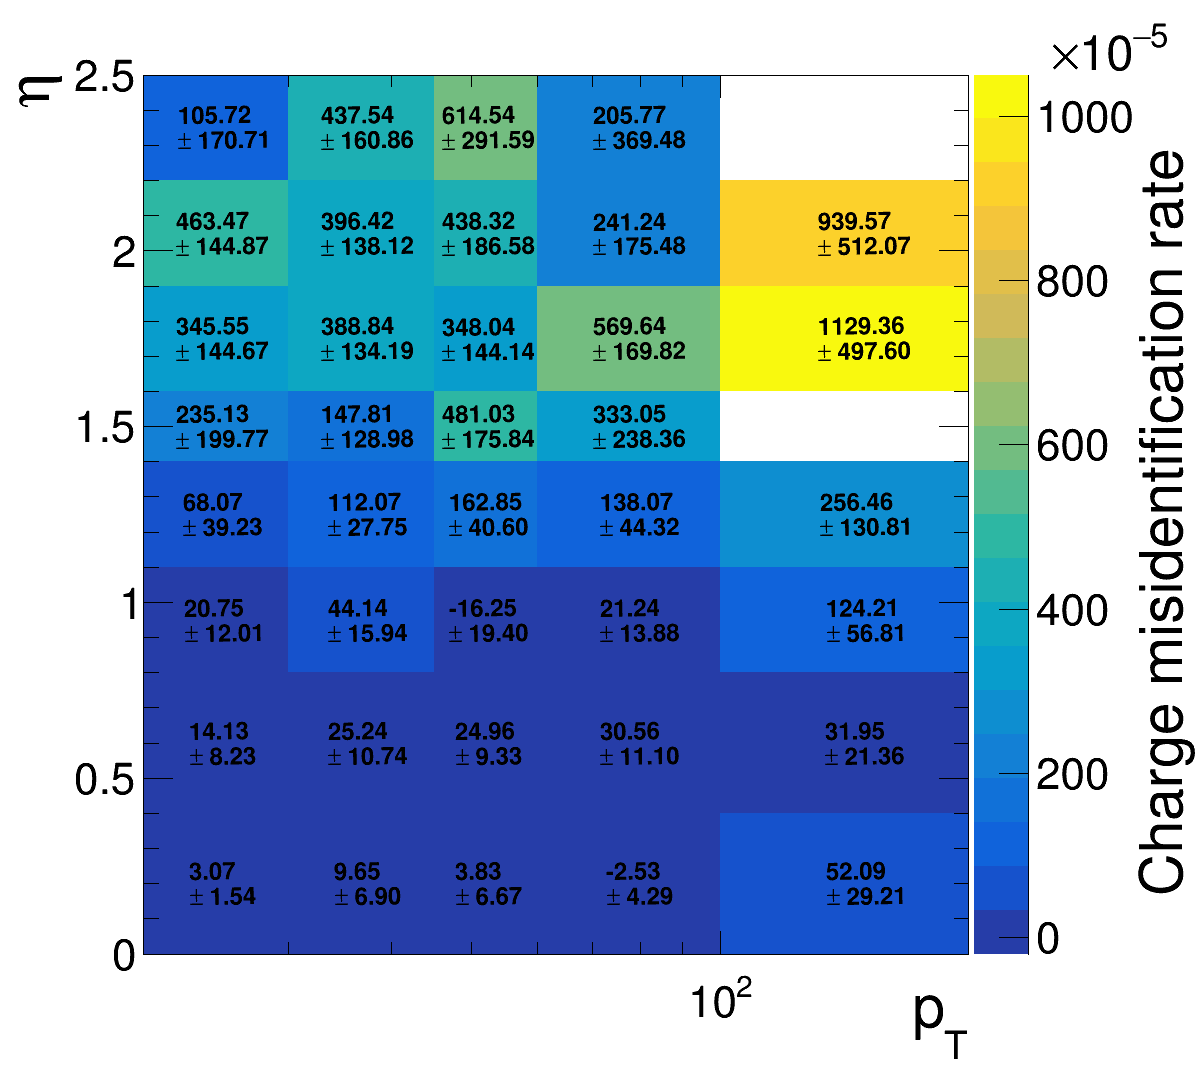 ×10⁻⁵
η
2.5
105.72 437.54 614.54 205.77
± 170.71 ± 160.86 ± 291.59 ± 369.48
1000
463.47 396.42 438.32 241.24 939.57
± 144.87 ± 138.12 ± 186.58 ± 175.48 ± 512.07
2
800
345.55 388.84 348.04 569.64 1129.36
± 144.67 ± 134.19 ± 144.14 ± 169.82 ± 497.60
1.5
235.13 147.81 481.03 333.05
± 199.77 ± 128.98 ± 175.84 ± 238.36
600
68.07 112.07 162.85 138.07 256.46
± 39.23 ± 27.75 ± 40.60 ± 44.32 ± 130.81
1
20.75 44.14 -16.25 21.24 124.21
± 12.01 ± 15.94 ± 19.40 ± 13.88 ± 56.81
400
14.13 25.24 24.96 30.56 31.95
± 8.23 ± 10.74 ± 9.33 ± 11.10 ± 21.36
0.5
200
3.07 9.65 3.83 -2.53 52.09
± 1.54 ± 6.90 ± 6.67 ± 4.29 ± 29.21
0
0
10²
p_T
Charge misidentification rate